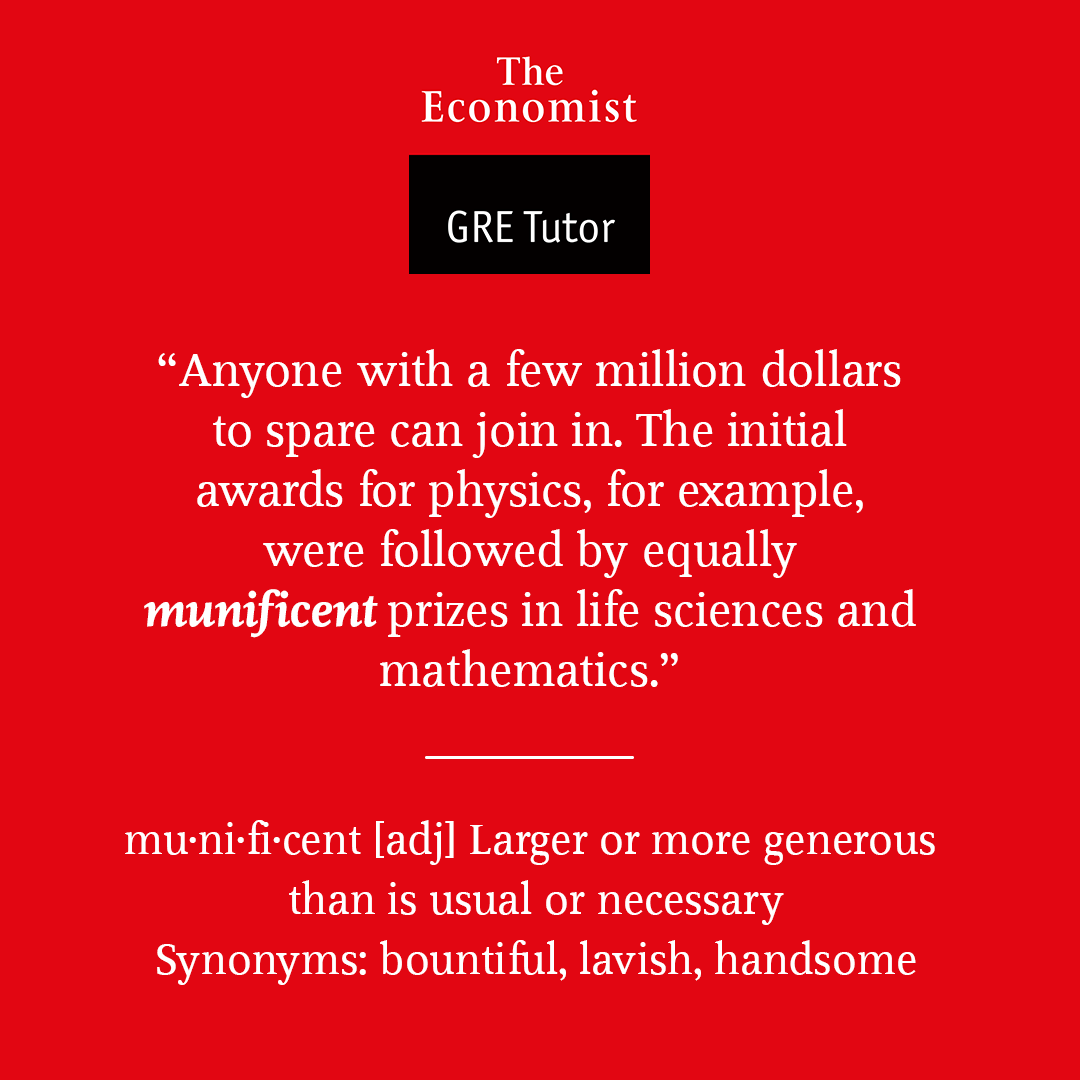 The
Economist
GRE Tutor
“Anyone with a few million dollars
to spare can join in. The initial
awards for physics, for example,
were followed by equally
munificent prizes in life sciences and
mathematics.”
mu·ni·fi·cent [adj] Larger or more generous
than is usual or necessary
Synonyms: bountiful, lavish, handsome